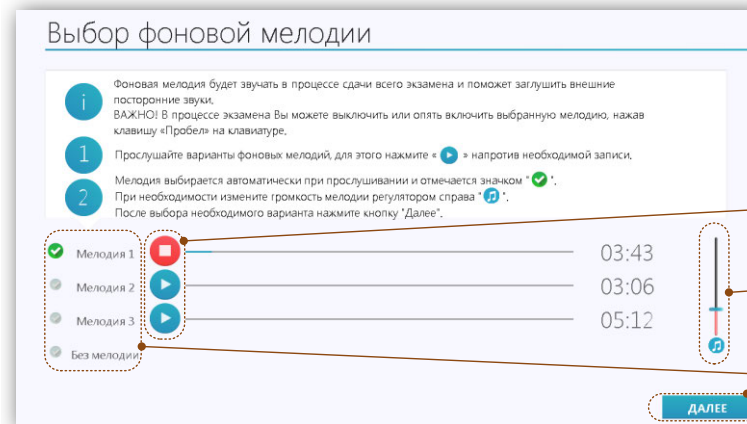 Выбор фоновой мелодии
i
Фоновая мелодия будет звучать в процессе сдачи всего экзамена и поможет заглушить внешние
посторонние звуки.
ВАЖНО! В процессе экзамена Вы можете выключить или опять включить выбранную мелодию, нажав
клавишу «Пробел» на клавиатуре.
1
Прослушайте варианты фоновых мелодий, для этого нажмите « » напротив необходимой записи.
2
Мелодия выбирается автоматически при прослушивании и отмечается значком " ".
При необходимости измените громкость мелодии регулятором справа " ".
После выбора необходимого варианта нажмите кнопку "Далее".
Мелодия 1 03:43
Мелодия 2 03:06
Мелодия 3 05:12
Без мелодии
ДАЛЕЕ